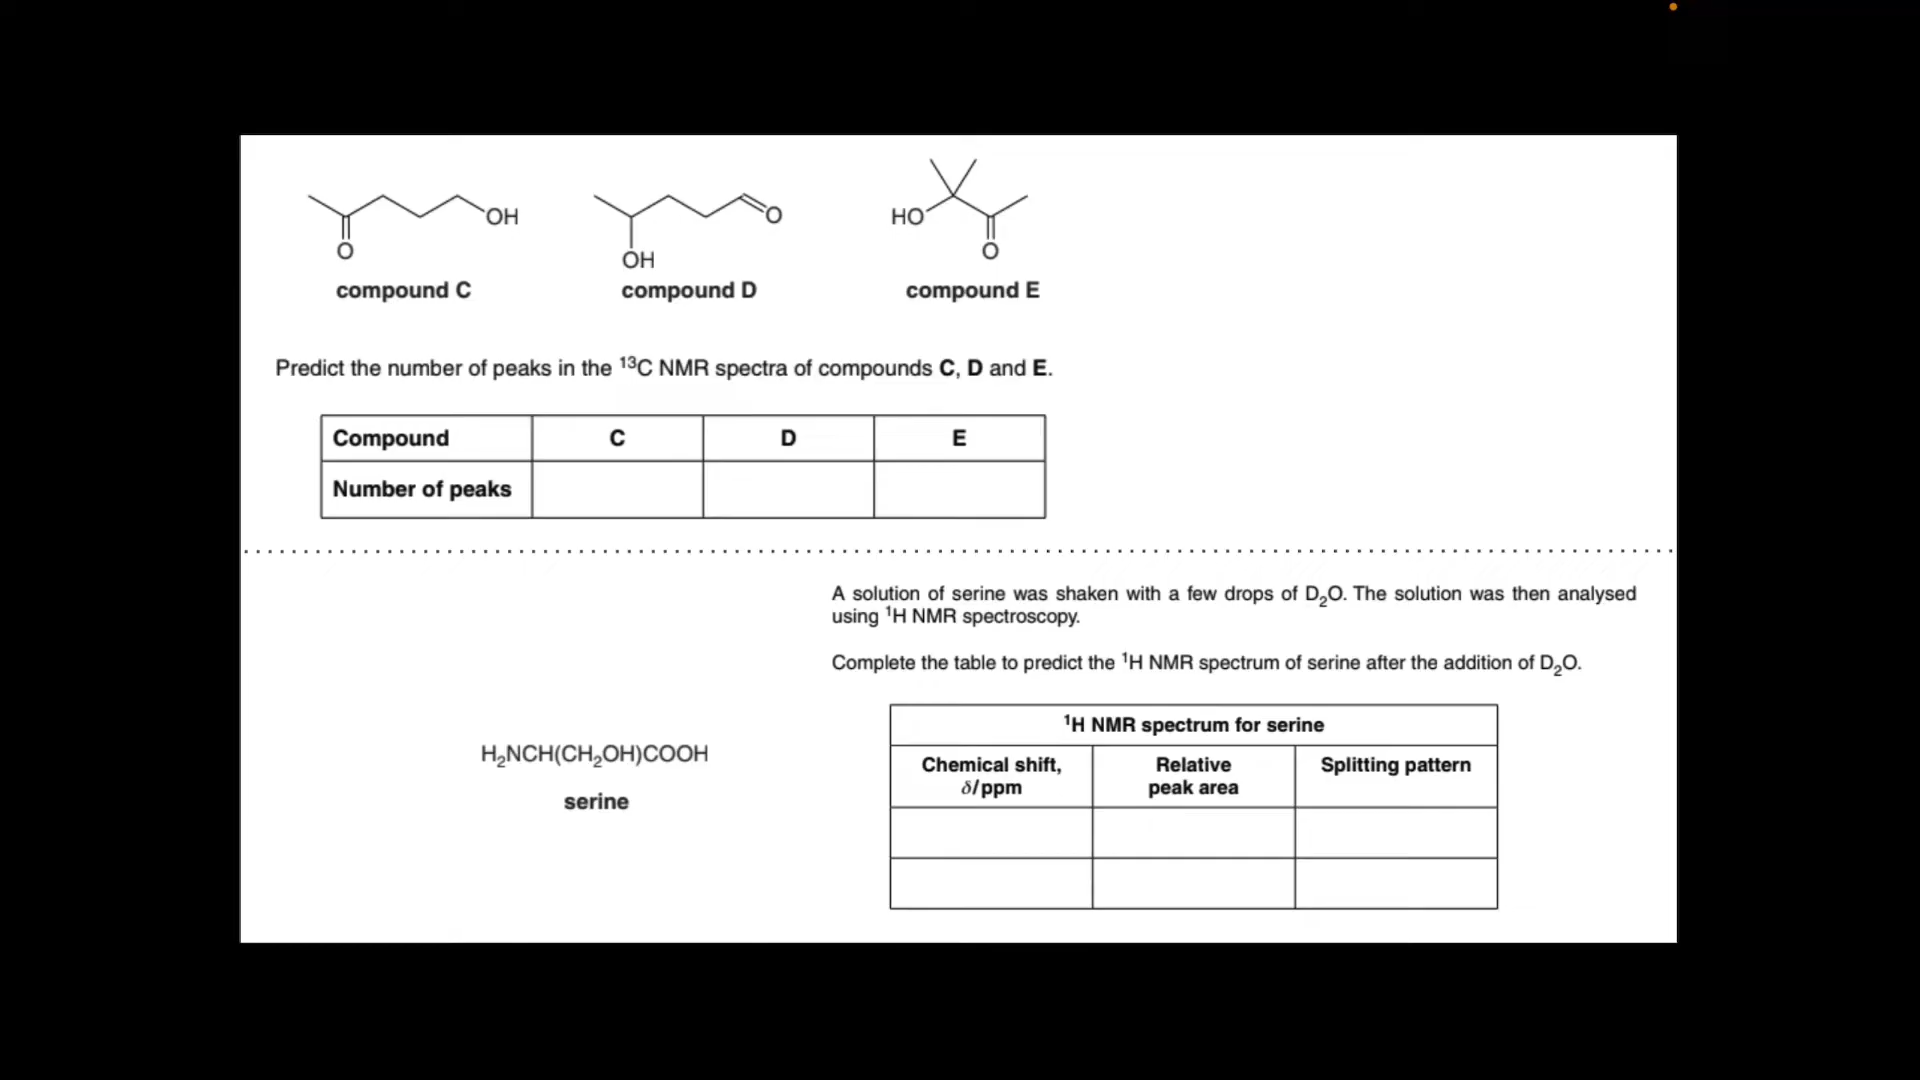 OH
O
O
OH
HO
O
compound C
compound D
compound E
Predict the number of peaks in the ¹³C NMR spectra of compounds C, D and E.
Compound C D E
Number of peaks
A solution of serine was shaken with a few drops of D₂O. The solution was then analysed
using ¹H NMR spectroscopy.
Complete the table to predict the ¹H NMR spectrum of serine after the addition of D₂O.
H₂NCH(CH₂OH)COOH
serine
¹H NMR spectrum for serine
Chemical shift,
δ/ppm
Relative
peak area
Splitting pattern